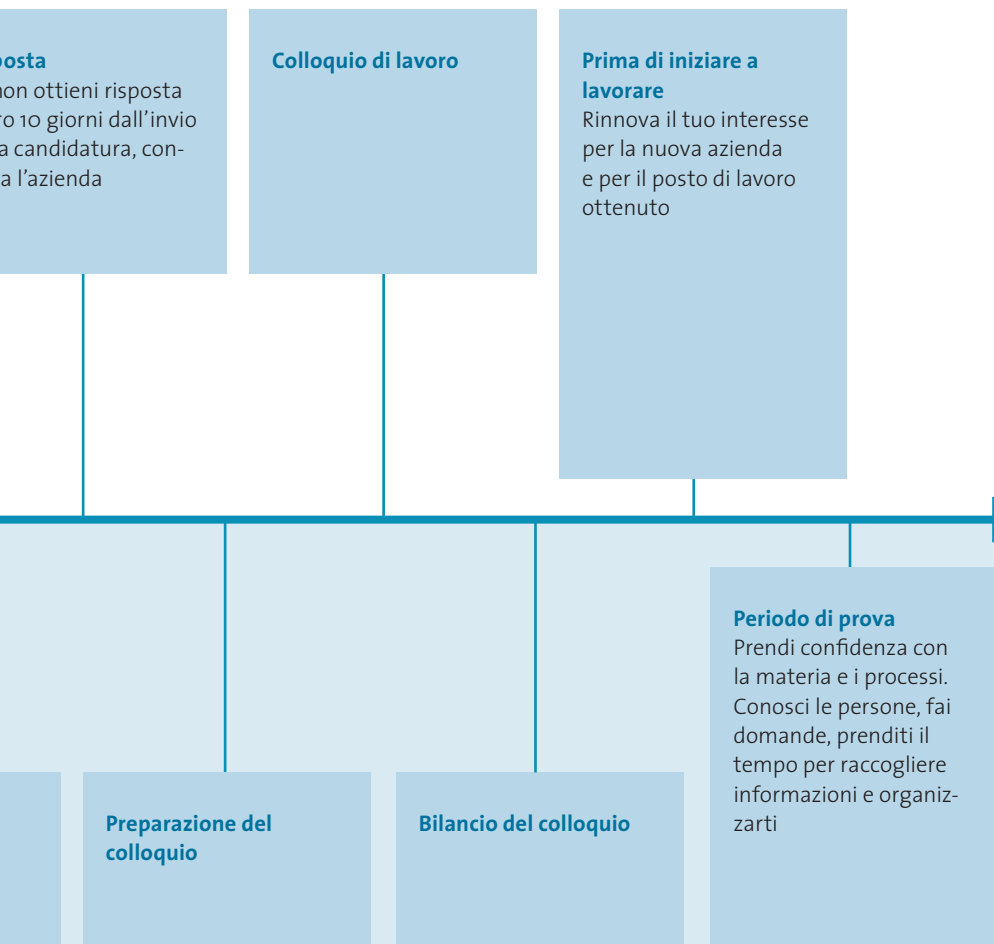 posta
non ottieni risposta
ro 10 giorni dall'invio
a candidatura, con-
a l'azienda
Colloquio di lavoro
Prima di iniziare a
lavorare
Rinnova il tuo interesse
per la nuova azienda
e per il posto di lavoro
ottenuto
Preparazione del
colloquio
Bilancio del colloquio
Periodo di prova
Prendi confidenza con
la materia e i processi.
Conosci le persone, fai
domande, prenditi il
tempo per raccogliere
informazioni e organiz-
zarti